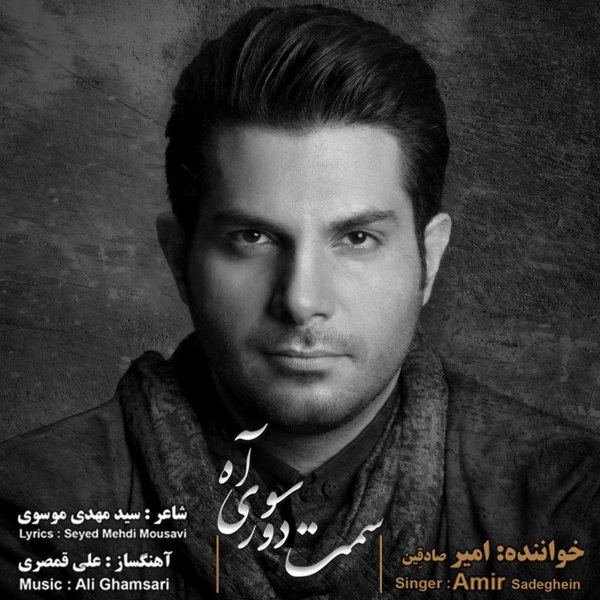 آه
سمت دور سوی
شاعر : سید مهدی موسوی
Lyrics : Seyed Mehdi Mousavi
آهنگساز : علی قمصری
Music : Ali Ghamsari
خواننده: امیر صادقین
Singer : Amir Sadeghein